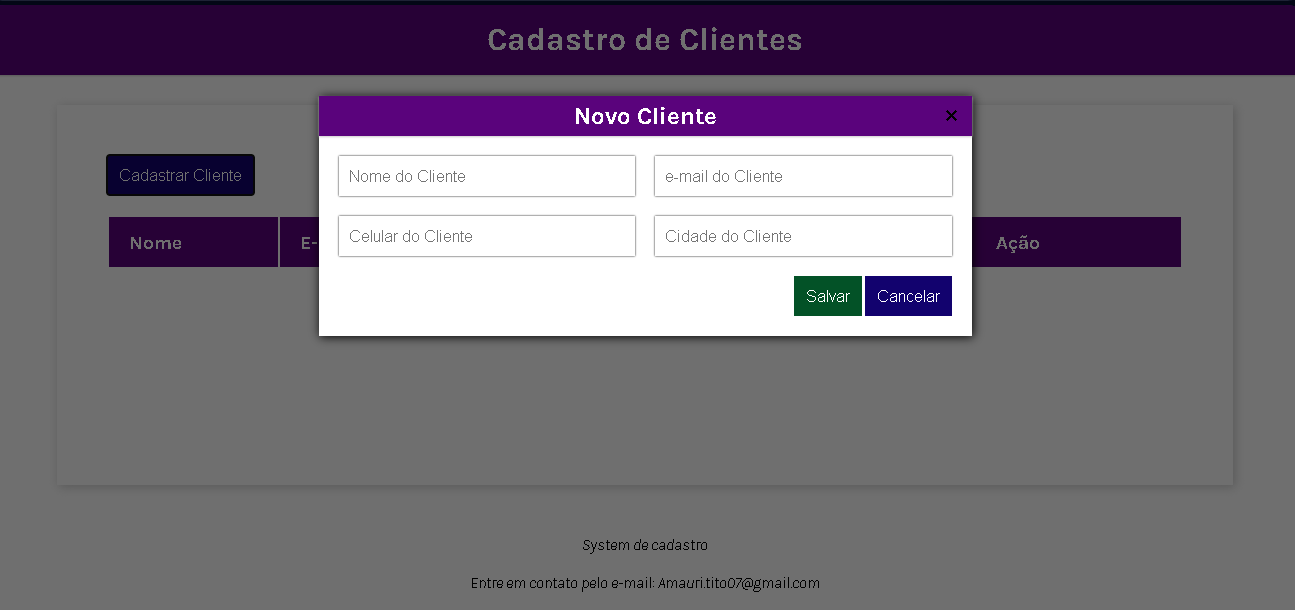 Cadastro de Clientes
Novo Cliente ×
Nome do Cliente e-mail do Cliente
Cadastrar Cliente
Celular do Cliente Cidade do Cliente
Nome E- Ação
Salvar Cancelar
System de cadastro
Entre em contato pelo e-mail: Amauri.tito07@gmail.com